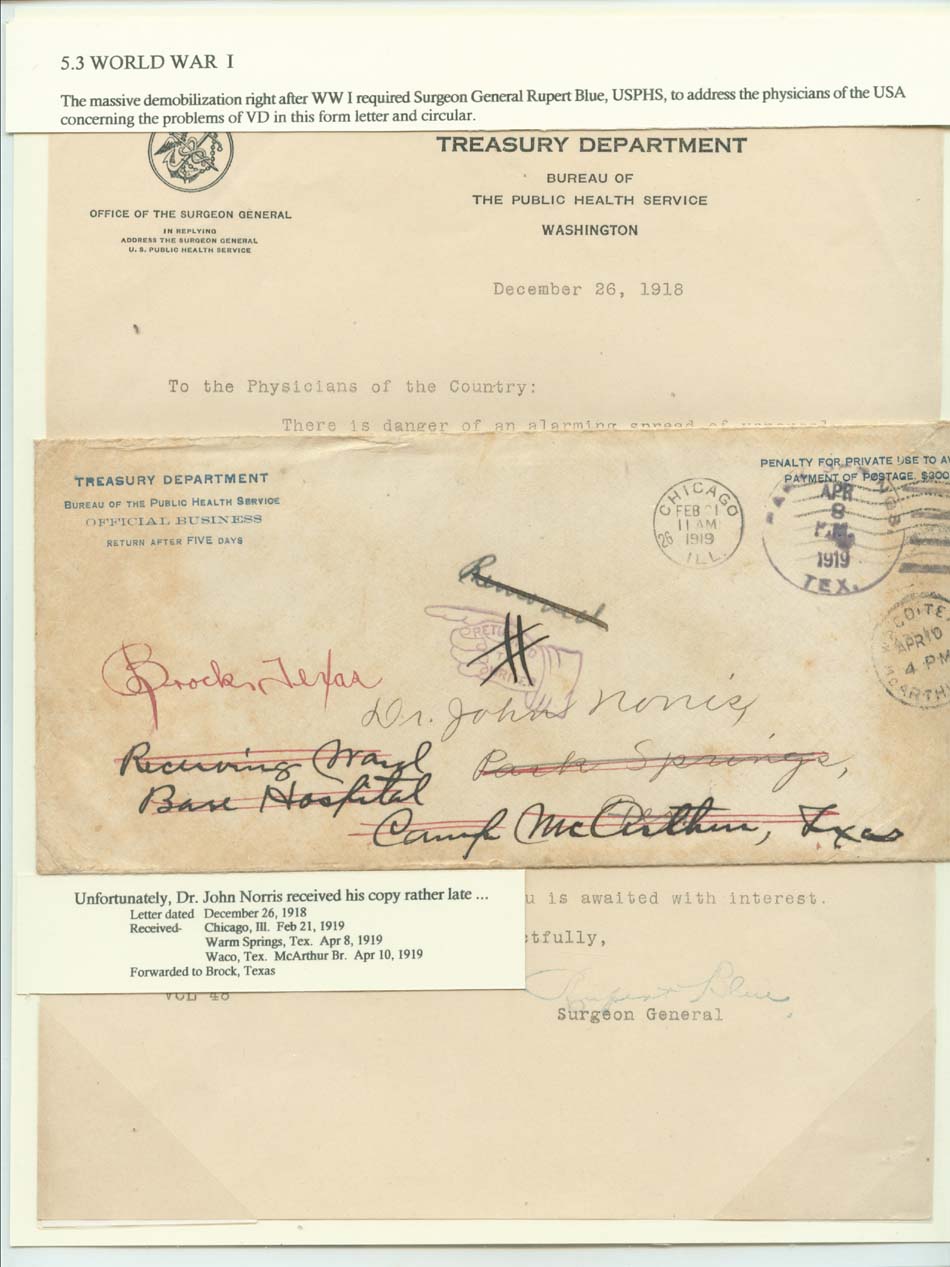 5.3 WORLD WAR I
The massive demobilization right after WW I required Surgeon General Rupert Blue, USPHS, to address the physicians of the USA
concerning the problems of VD in this form letter and circular.
TREASURY DEPARTMENT
BUREAU OF
THE PUBLIC HEALTH SERVICE
WASHINGTON
OFFICE OF THE SURGEON GENERAL
IN REPLYING
ADDRESS THE SURGEON GENERAL
U. S. PUBLIC HEALTH SERVICE
December 26, 1918
To the Physicians of the Country:
There is danger of an alarming spread of venereal
TREASURY DEPARTMENT
BUREAU OF THE PUBLIC HEALTH SERVICE
OFFICIAL BUSINESS
RETURN AFTER FIVE DAYS
PENALTY FOR PRIVATE USE TO AV
PAYMENT OF POSTAGE, $300
CHICAGO
FEB 21
11 AM
1919
26 ILL.
APR
8
P.M.
1919
TEX.
WACO, TEX
APR 10
4 PM
MCARTHU
Brock, Texas
Dr. John Norris,
Receiving Ward
Park Springs,
Base Hospital
Camp McArthur, Texas
Unfortunately, Dr. John Norris received his copy rather late ...
Letter dated December 26, 1918
Received- Chicago, Ill. Feb 21, 1919
Warm Springs, Tex. Apr 8, 1919
Waco, Tex. McArthur Br. Apr 10, 1919
Forwarded to Brock, Texas
u is awaited with interest.
tfully,
Rupert Blue
Surgeon General